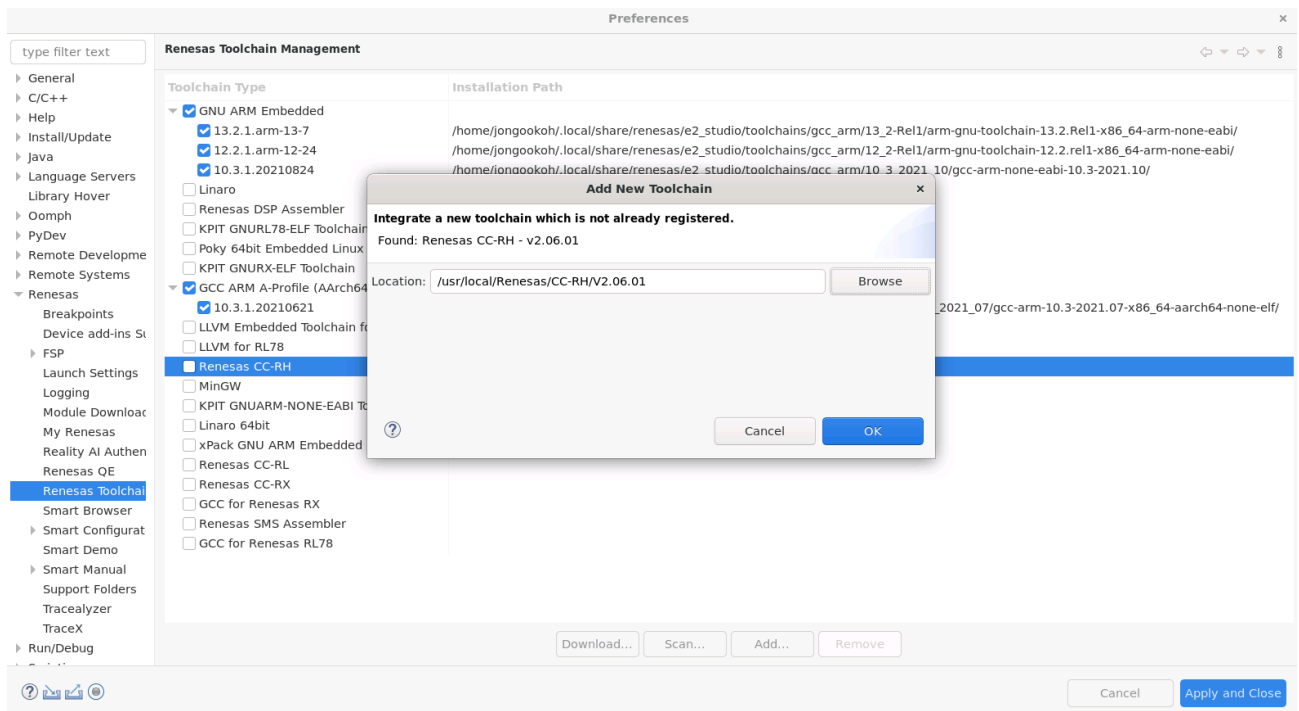 Preferences
type filter text
Renesas Toolchain Management
General
C/C++
Help
Install/Update
Java
Language Servers
Library Hover
Oomph
PyDev
Remote Developme
Remote Systems
Renesas
Breakpoints
Device add-ins Su
FSP
Launch Settings
Logging
Module Download
My Renesas
Reality AI Authen
Renesas QE
Renesas Toolchai
Smart Browser
Smart Configurat
Smart Demo
Smart Manual
Support Folders
Tracealyzer
TraceX
Run/Debug
Toolchain Type Installation Path
GNU ARM Embedded
13.2.1.arm-13-7 /home/jongookoh/.local/share/renesas/e2_studio/toolchains/gcc_arm/13_2-Rel1/arm-gnu-toolchain-13.2.Rel1-x86_64-arm-none-eabi/
12.2.1.arm-12-24 /home/jongookoh/.local/share/renesas/e2_studio/toolchains/gcc_arm/12_2-Rel1/arm-gnu-toolchain-12.2.rel1-x86_64-arm-none-eabi/
10.3.1.20210824 /home/jongookoh/.local/share/renesas/e2_studio/toolchains/gcc_arm/10_3_2021_10/gcc-arm-none-eabi-10.3-2021.10/
Linaro
Renesas DSP Assembler
KPIT GNURL78-ELF Toolchain
Poky 64bit Embedded Linux
KPIT GNURX-ELF Toolchain
GCC ARM A-Profile (AArch64
10.3.1.20210621 _2021_07/gcc-arm-10.3-2021.07-x86_64-aarch64-none-elf/
LLVM Embedded Toolchain fo
LLVM for RL78
Renesas CC-RH
MinGW
KPIT GNUARM-NONE-EABI To
Linaro 64bit
xPack GNU ARM Embedded
Renesas CC-RL
Renesas CC-RX
GCC for Renesas RX
Renesas SMS Assembler
GCC for Renesas RL78
Add New Toolchain
Integrate a new toolchain which is not already registered.
Found: Renesas CC-RH - v2.06.01
Location: /usr/local/Renesas/CC-RH/V2.06.01 Browse
Cancel OK
Download... Scan... Add... Remove
Cancel Apply and Close